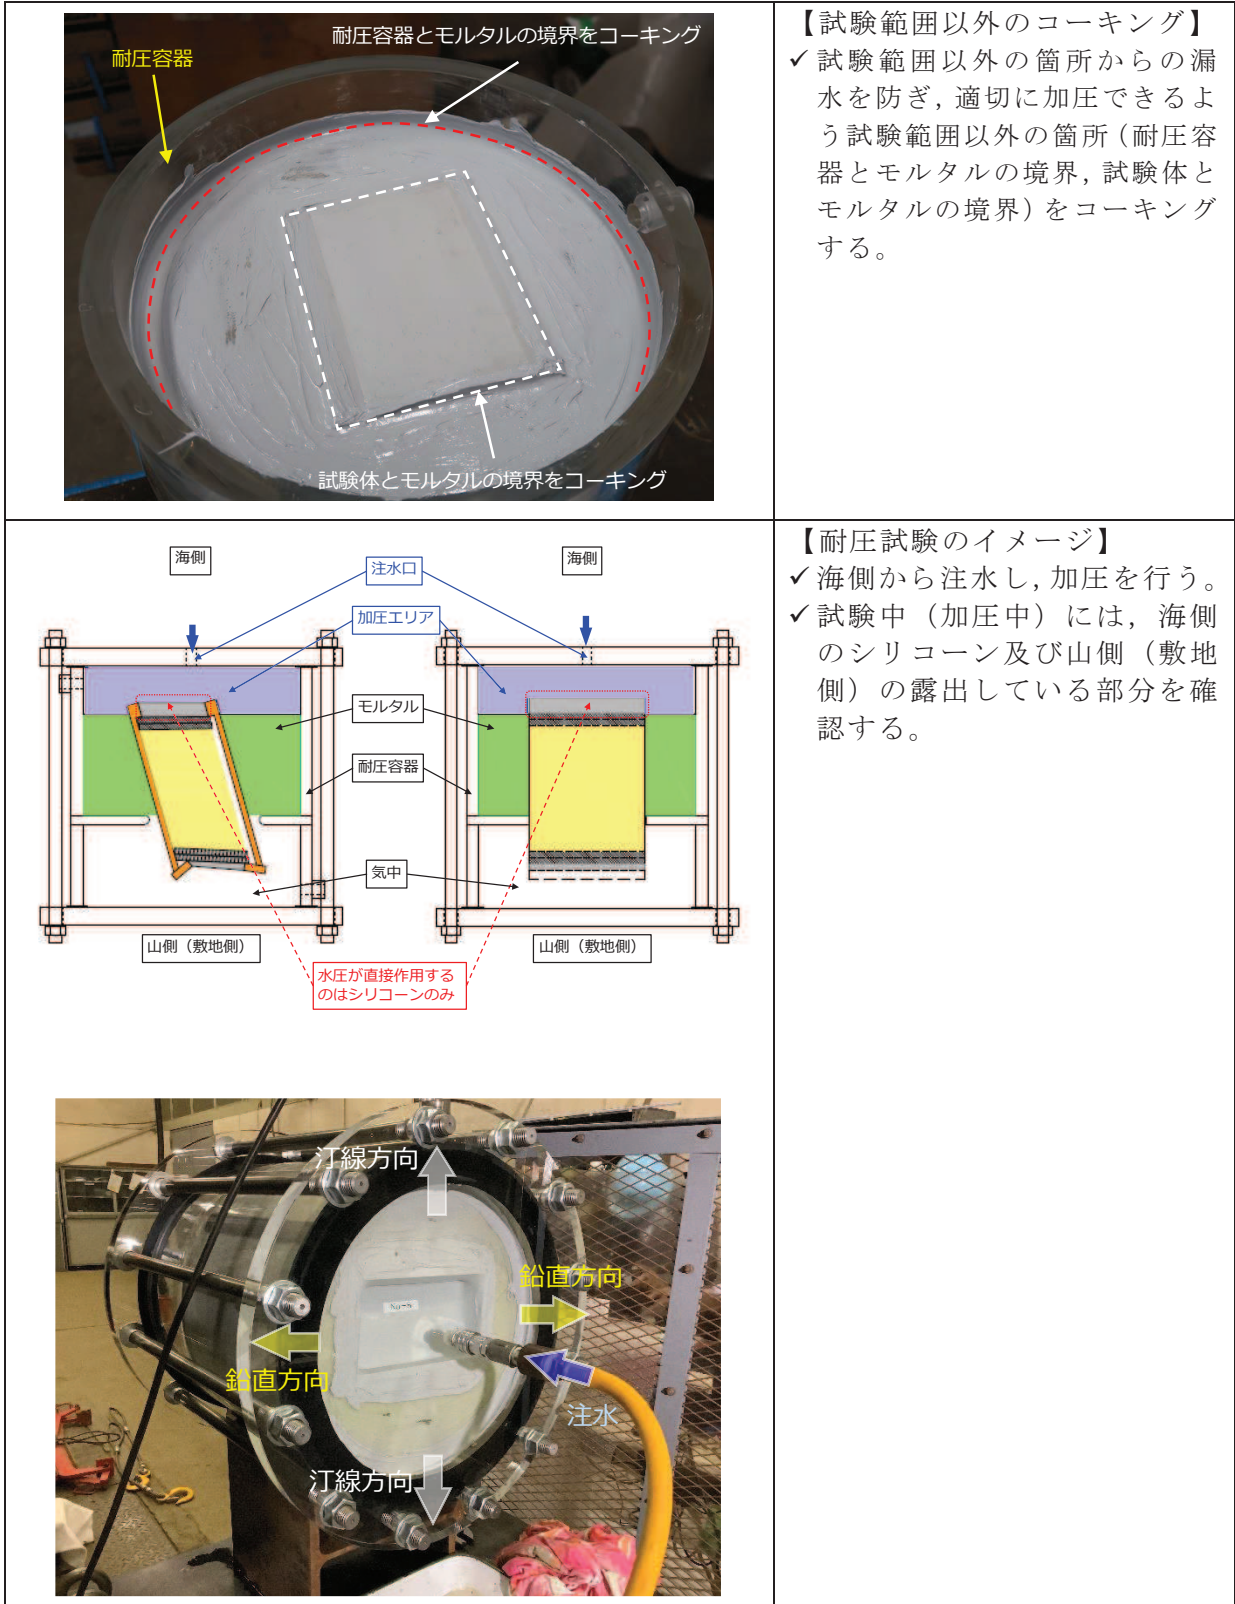 耐圧容器とモルタルの境界をコーキング
耐圧容器
試験体とモルタルの境界をコーキング
【試験範囲以外のコーキング】
✓試験範囲以外の箇所からの漏
水を防ぎ,適切に加圧できるよ
う試験範囲以外の箇所(耐圧容
器とモルタルの境界,試験体と
モルタルの境界)をコーキング
する。
海側
注水口
海側
加圧エリア
モルタル
耐圧容器
気中
山側(敷地側)
山側(敷地側)
水圧が直接作用する
のはシリコーンのみ
汀線方向
鉛直方向
No-8
鉛直方向
注水
汀線方向
【耐圧試験のイメージ】
✓海側から注水し,加圧を行う。
✓試験中(加圧中)には,海側
のシリコーン及び山側(敷地
側)の露出している部分を確
認する。